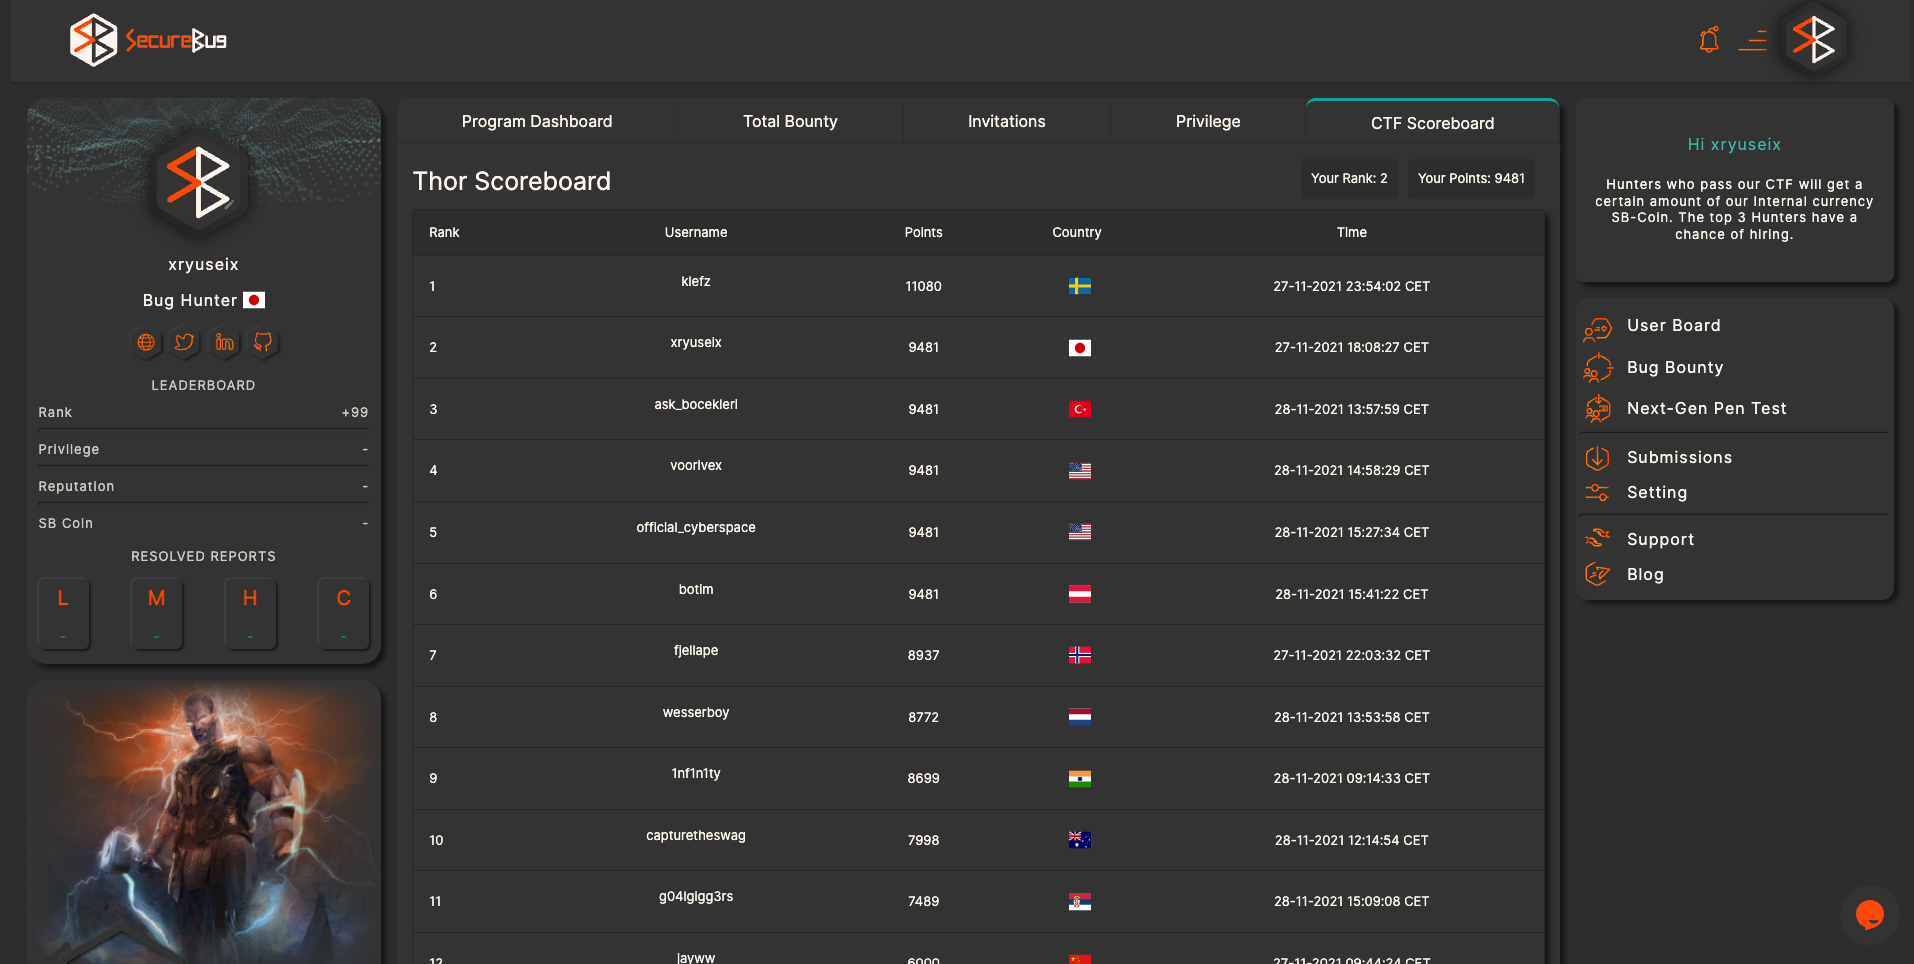 SecureBug
Program Dashboard
Total Bounty
Invitations
Privilege
CTF Scoreboard
xryuseix
Bug Hunter
LEADERBOARD
Rank +99
Privilege -
Reputation -
SB Coin -
RESOLVED REPORTS
L M H C
- - - -
Thor Scoreboard
Your Rank: 2
Your Points: 9481
Rank Username Points Country Time
1 klefz 11080 27-11-2021 23:54:02 CET
2 xryuseix 9481 27-11-2021 18:08:27 CET
3 ask_bocekleri 9481 28-11-2021 13:57:59 CET
4 voorivex 9481 28-11-2021 14:58:29 CET
5 official_cyberspace 9481 28-11-2021 15:27:34 CET
6 botim 9481 28-11-2021 15:41:22 CET
7 fjellape 8937 27-11-2021 22:03:32 CET
8 wesserboy 8772 28-11-2021 13:53:58 CET
9 1nf1n1ty 8699 28-11-2021 09:14:33 CET
10 capturetheswag 7998 28-11-2021 12:14:54 CET
11 g04lgigg3rs 7489 28-11-2021 15:09:08 CET
12 jayww 6000 27-11-2021 09:44:24 CET
Hi xryuseix
Hunters who pass our CTF will get a
certain amount of our Internal currency
SB-Coin. The top 3 Hunters have a
chance of hiring.
User Board
Bug Bounty
Next-Gen Pen Test
Submissions
Setting
Support
Blog